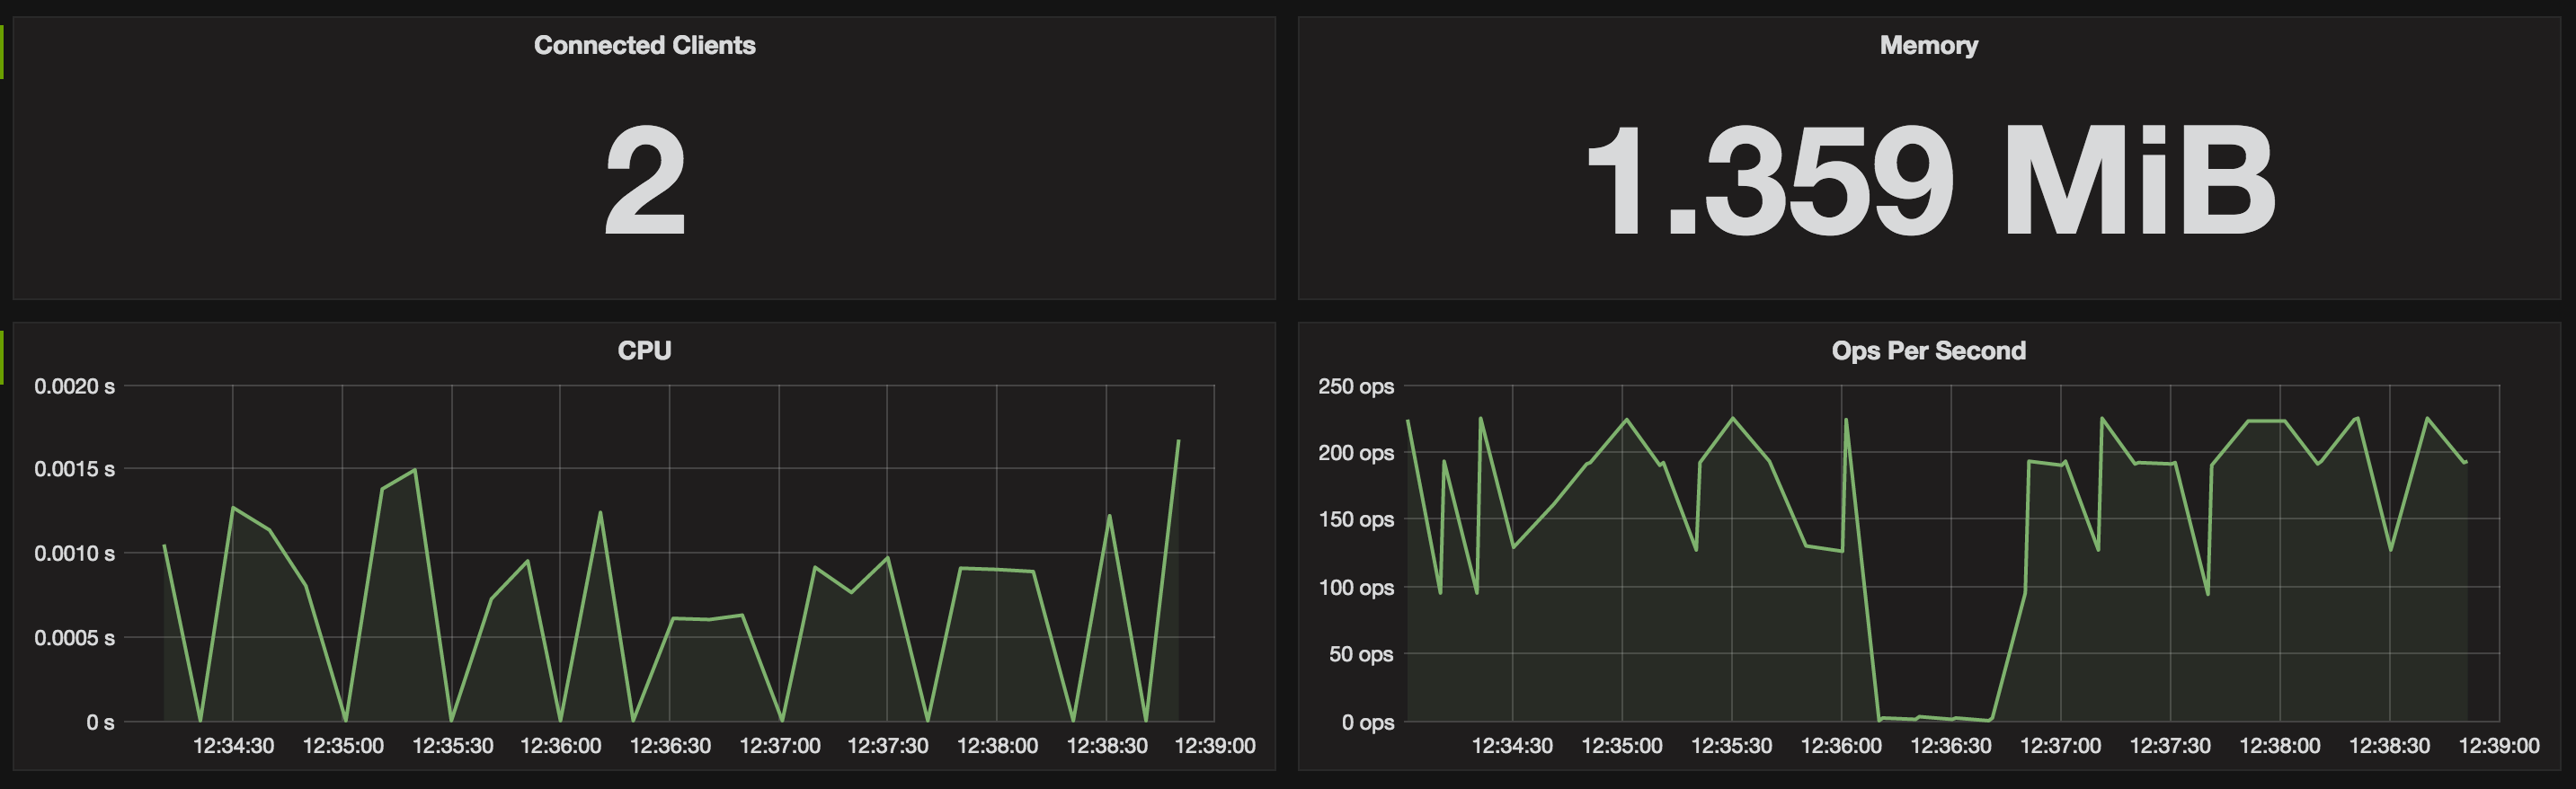 Connected Clients
2
Memory
1.359 MiB
CPU
0.0020 s
0.0015 s
0.0010 s
0.0005 s
0 s
12:34:30 12:35:00 12:35:30 12:36:00 12:36:30 12:37:00 12:37:30 12:38:00 12:38:30 12:39:00
Ops Per Second
250 ops
200 ops
150 ops
100 ops
50 ops
0 ops
12:34:30 12:35:00 12:35:30 12:36:00 12:36:30 12:37:00 12:37:30 12:38:00 12:38:30 12:39:00